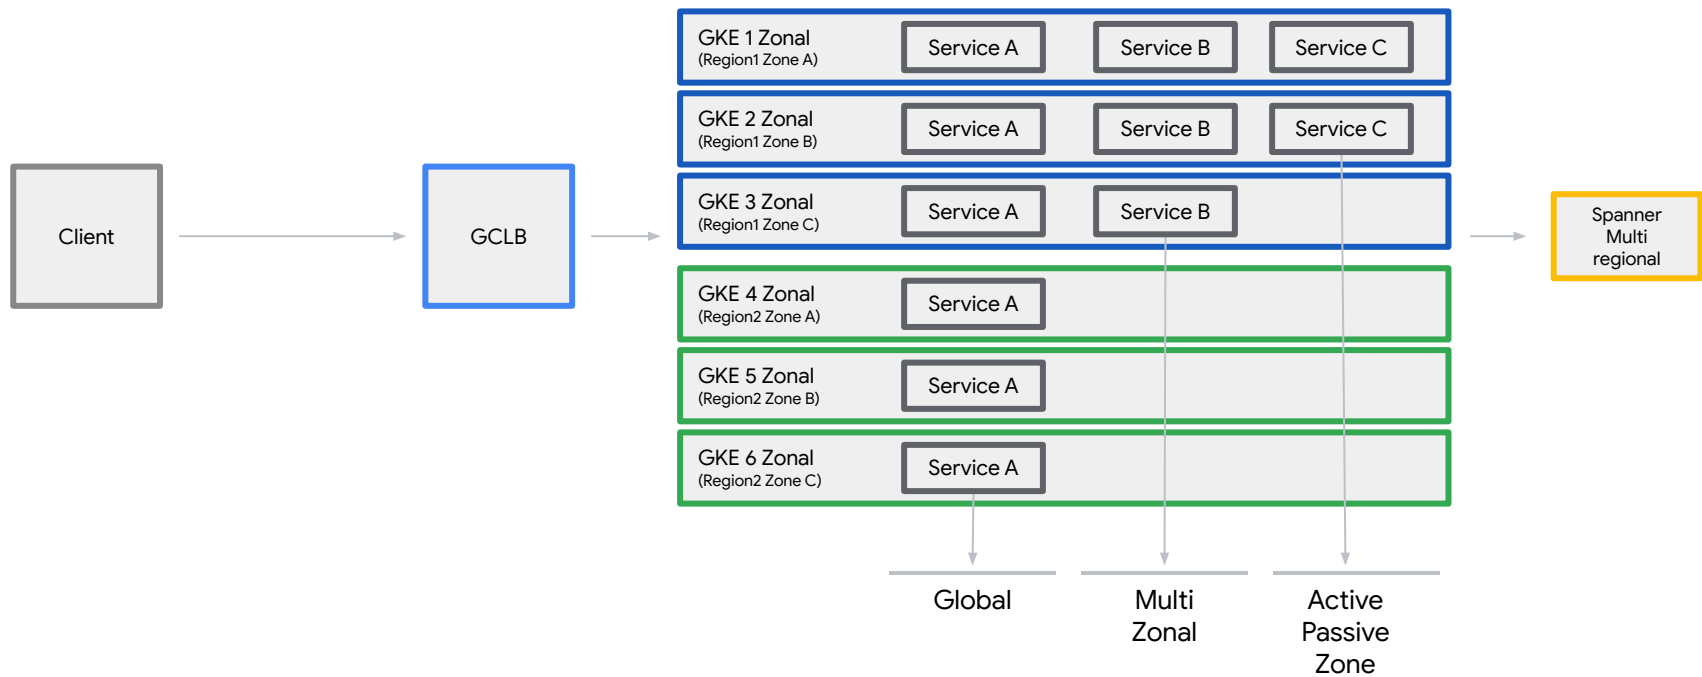 Client
GCLB
GKE 1 Zonal
(Region1 Zone A)
Service A
Service B
Service C
GKE 2 Zonal
(Region1 Zone B)
Service A
Service B
Service C
GKE 3 Zonal
(Region1 Zone C)
Service A
Service B
GKE 4 Zonal
(Region2 Zone A)
Service A
GKE 5 Zonal
(Region2 Zone B)
Service A
GKE 6 Zonal
(Region2 Zone C)
Service A
Spanner
Multi
regional
Global
Multi
Zonal
Active
Passive
Zone